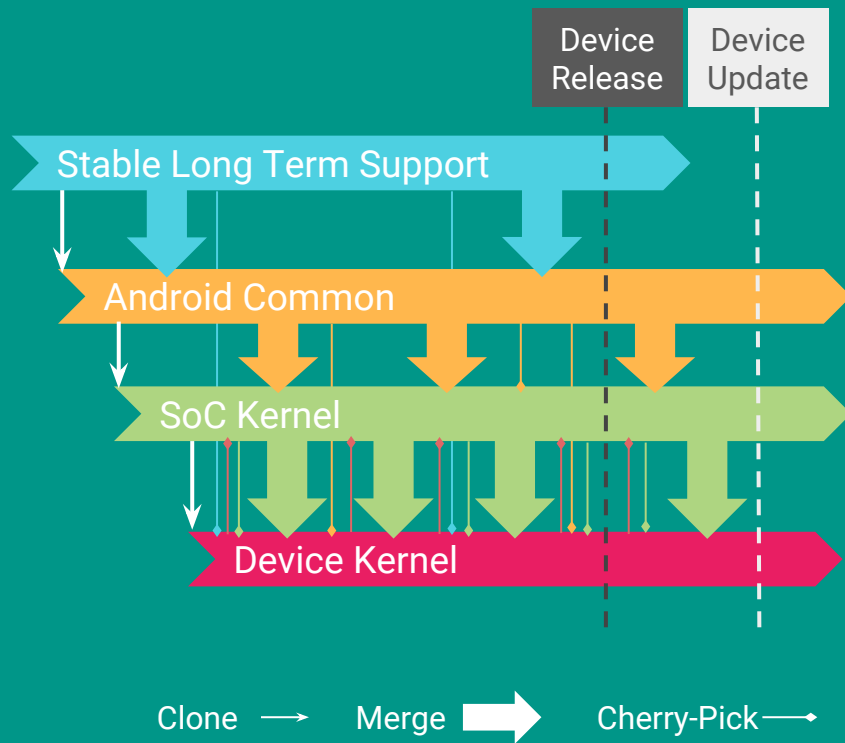 Device
Release
Device
Update
Stable Long Term Support
Android Common
SoC Kernel
Device Kernel
Clone
Merge
Cherry-Pick